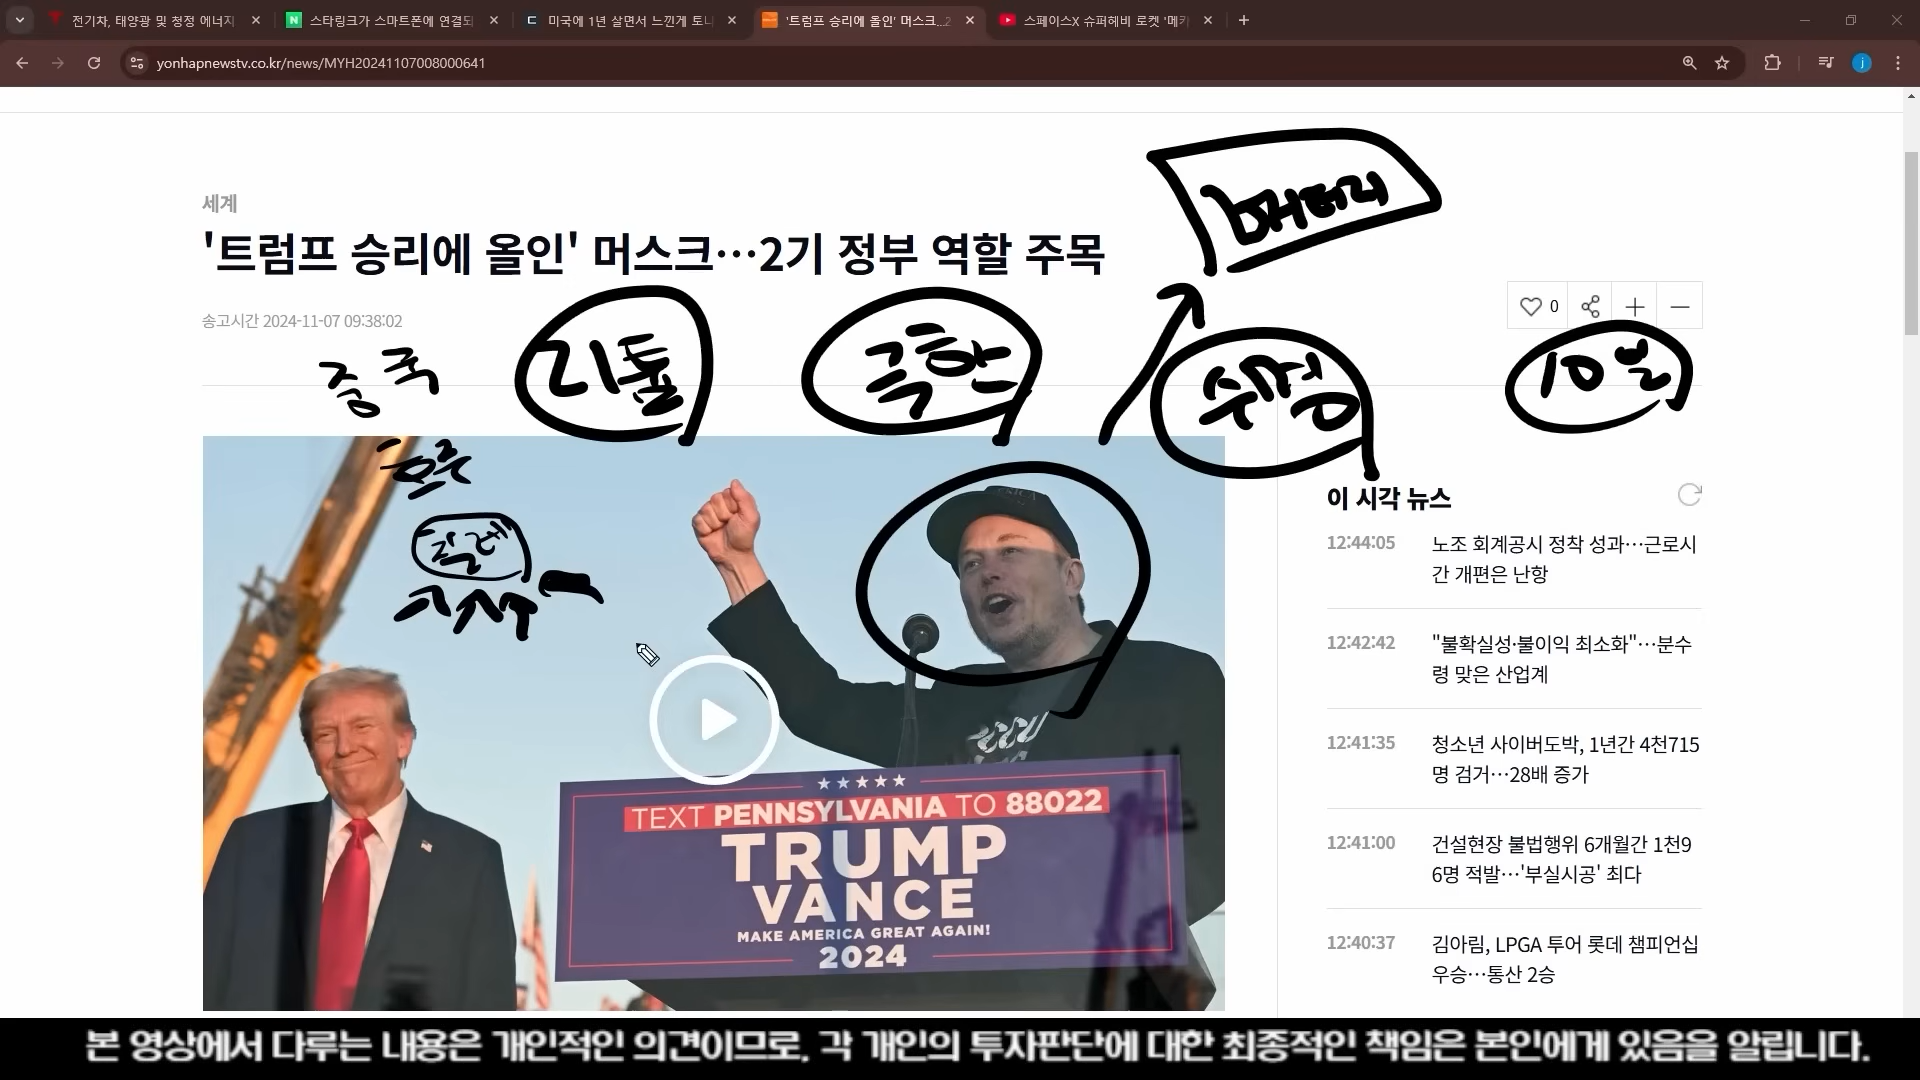 전기차, 태양광 및 청정 에너지
스타링크가 스마트폰에 연결되
미국에 1년 살면서 느낀게 토니
'트럼프 승리에 올인' 머스크...2
스페이스X 슈퍼헤비 로켓 '메카
yonhapnewstv.co.kr/news/MYH20241107008000641
j
세계
'트럼프 승리에 올인' 머스크…2기 정부 역할 주목
배터리
송고시간 2024-11-07 09:38:02
0
중국
리튬
극한
수직성
10월
호주
칠레
이 시각 뉴스
12:44:05 노조 회계공시 정착 성과…근로시
간 개편은 난항
12:42:42 "불확실성·불이익 최소화"…분수
령 맞은 산업계
12:41:35 청소년 사이버도박, 1년간 4천715
명 검거…28배 증가
12:41:00 건설현장 불법행위 6개월간 1천9
6명 적발…'부실시공' 최다
12:40:37 김아림, LPGA 투어 롯데 챔피언십
우승…통산 2승
TEXT PENNSYLVANIA TO 88022
TRUMP
VANCE
MAKE AMERICA GREAT AGAIN!
2024
본 영상에서 다루는 내용은 개인적인 의견이므로, 각 개인의 투자판단에 대한 최종적인 책임은 본인에게 있음을 알립니다.